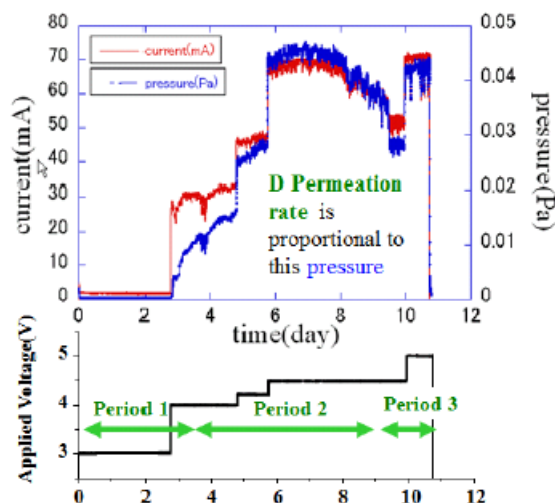 80
70
60
50
40
30
20
10
0
current(mA)
current(mA)
pressure(Pa)
0.05
0.04
0.03
0.02
0.01
0.00
pressure(Pa)
D Permeation
rate is
proportional to
this pressure
0 2 4 6 8 10 12
time(day)
Applied Voltage(V)
5
4
3
2
Period 1 Period 2 Period 3
0 2 4 6 8 10 12